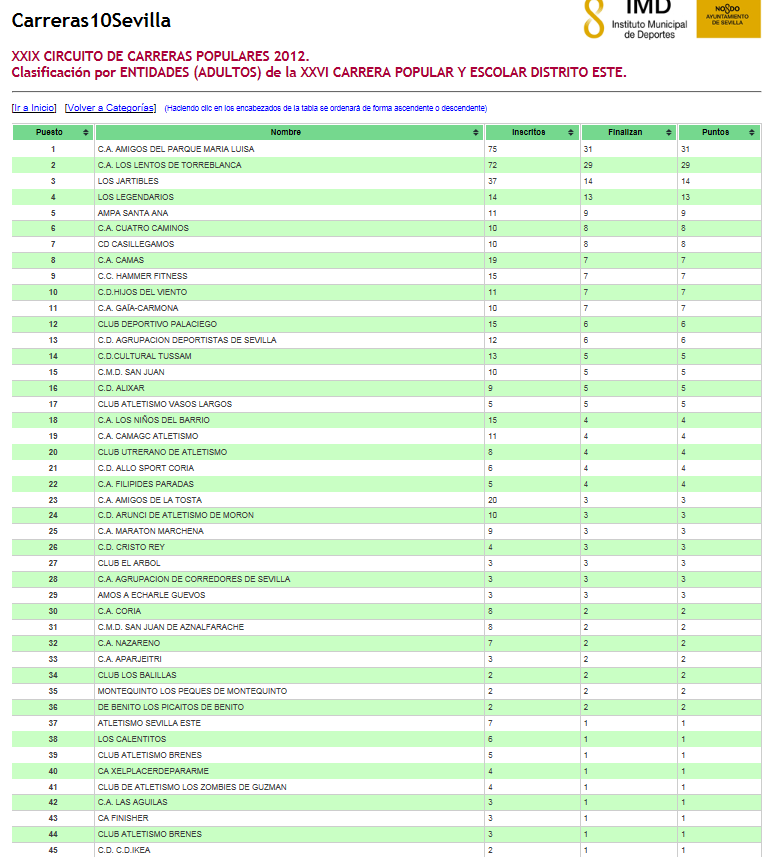 Carreras10Sevilla
IMD
Instituto Municipal
de Deportes
NO8DO
AYUNTAMIENTO
DE SEVILLA
XXIX CIRCUITO DE CARRERAS POPULARES 2012.
Clasificación por ENTIDADES (ADULTOS) de la XXVI CARRERA POPULAR Y ESCOLAR DISTRITO ESTE.
[Ir a Inicio] [Volver a Categorías] (Haciendo clic en los encabezados de la tabla se ordenará de forma ascendente o descendente)
Puesto Nombre Inscritos Finalizan Puntos
1 C.A. AMIGOS DEL PARQUE MARIA LUISA 75 31 31
2 C.A. LOS LENTOS DE TORREBLANCA 72 29 29
3 LOS JARTIBLES 37 14 14
4 LOS LEGENDARIOS 14 13 13
5 AMPA SANTA ANA 11 9 9
6 C.A. CUATRO CAMINOS 10 8 8
7 CD CASILLEGAMOS 10 8 8
8 C.A. CAMAS 19 7 7
9 C.C. HAMMER FITNESS 15 7 7
10 C.D.HIJOS DEL VIENTO 11 7 7
11 C.A. GAÏA-CARMONA 10 7 7
12 CLUB DEPORTIVO PALACIEGO 15 6 6
13 C.D. AGRUPACION DEPORTISTAS DE SEVILLA 12 6 6
14 C.D.CULTURAL TUSSAM 13 5 5
15 C.M.D. SAN JUAN 10 5 5
16 C.D. ALIXAR 9 5 5
17 CLUB ATLETISMO VASOS LARGOS 5 5 5
18 C.A. LOS NIÑOS DEL BARRIO 15 4 4
19 C.A. CAMAGC ATLETISMO 11 4 4
20 CLUB UTRERANO DE ATLETISMO 8 4 4
21 C.D. ALLO SPORT CORIA 6 4 4
22 C.A. FILIPIDES PARADAS 5 4 4
23 C.A. AMIGOS DE LA TOSTA 20 3 3
24 C.D. ARUNCI DE ATLETISMO DE MORON 10 3 3
25 C.A. MARATON MARCHENA 9 3 3
26 C.D. CRISTO REY 4 3 3
27 CLUB EL ARBOL 3 3 3
28 C.A. AGRUPACION DE CORREDORES DE SEVILLA 3 3 3
29 AMOS A ECHARLE GUEVOS 3 3 3
30 C.A. CORIA 8 2 2
31 C.M.D. SAN JUAN DE AZNALFARACHE 8 2 2
32 C.A. NAZARENO 7 2 2
33 C.A. APARJEITRI 3 2 2
34 CLUB LOS BALILLAS 2 2 2
35 MONTEQUINTO LOS PEQUES DE MONTEQUINTO 2 2 2
36 DE BENITO LOS PICAITOS DE BENITO 2 2 2
37 ATLETISMO SEVILLA ESTE 7 1 1
38 LOS CALENTITOS 6 1 1
39 CLUB ATLETISMO BRENES 5 1 1
40 CA XELPLACERDEPARARME 4 1 1
41 CLUB DE ATLETISMO LOS ZOMBIES DE GUZMAN 4 1 1
42 C.A. LAS AGUILAS 3 1 1
43 CA FINISHER 3 1 1
44 CLUB ATLETISMO BRENES 3 1 1
45 C.D. C.D.IKEA 2 1 1